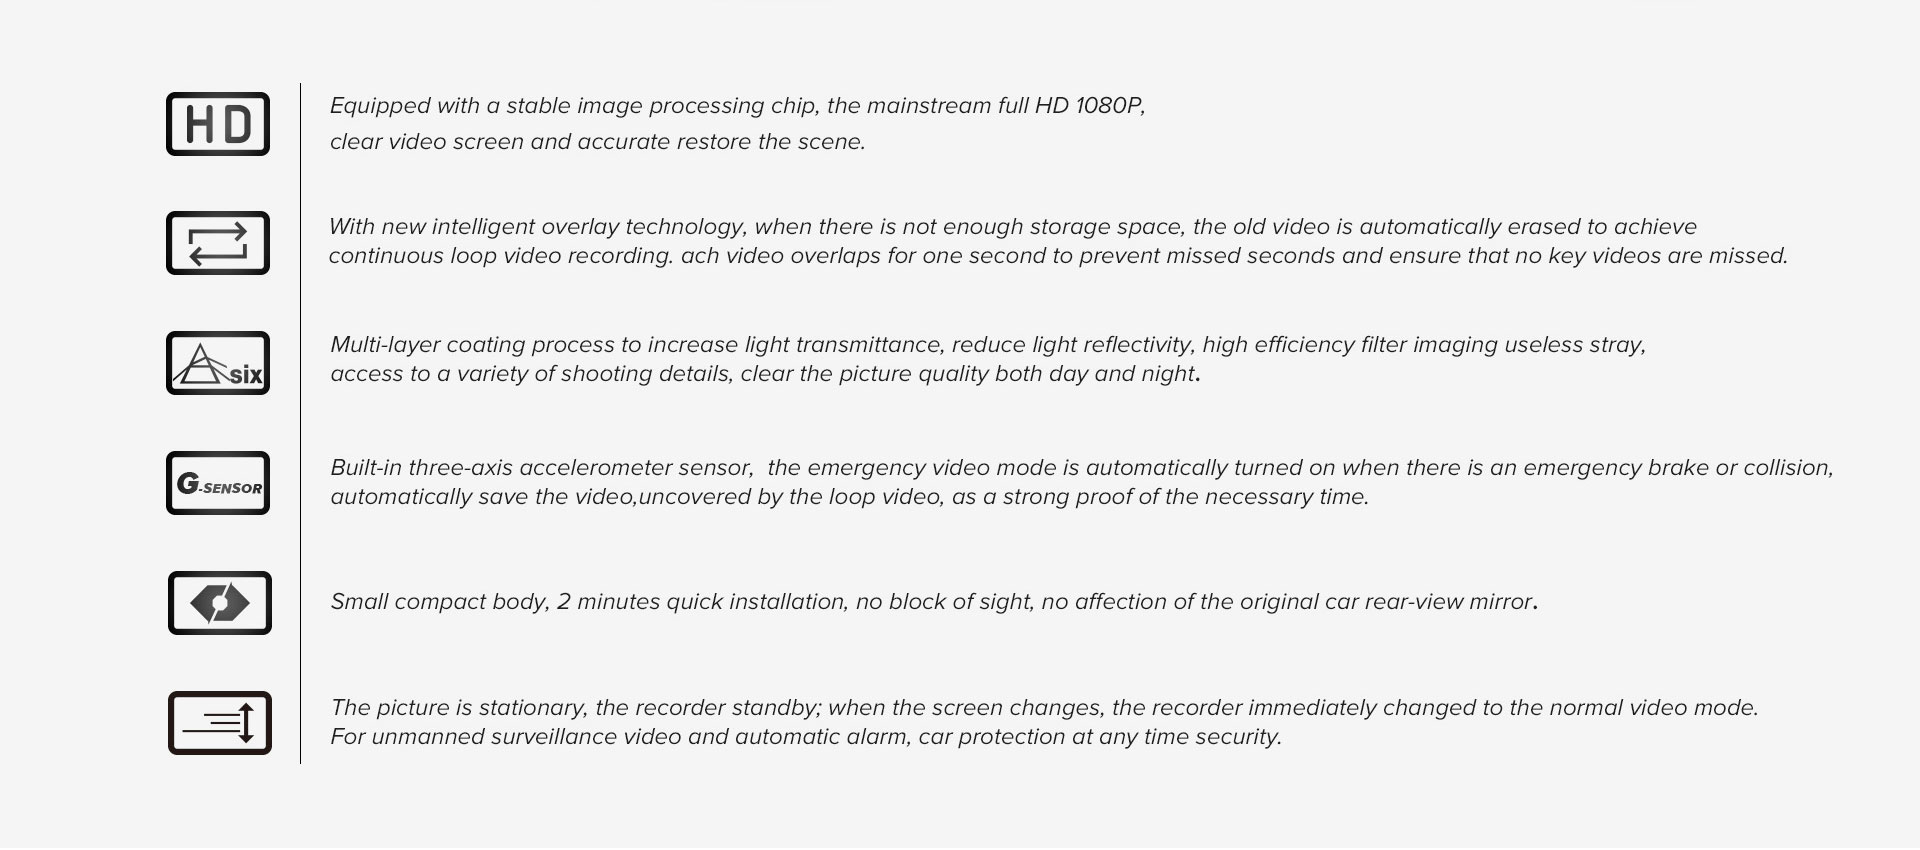 HD
Equipped with a stable image processing chip, the mainstream full HD 1080P,
clear video screen and accurate restore the scene.
With new intelligent overlay technology, when there is not enough storage space, the old video is automatically erased to achieve
continuous loop video recording. ach video overlaps for one second to prevent missed seconds and ensure that no key videos are missed.
six
Multi-layer coating process to increase light transmittance, reduce light reflectivity, high efficiency filter imaging useless stray,
access to a variety of shooting details, clear the picture quality both day and night.
G-SENSOR
Built-in three-axis accelerometer sensor,  the emergency video mode is automatically turned on when there is an emergency brake or collision,
automatically save the video,uncovered by the loop video, as a strong proof of the necessary time.
Small compact body, 2 minutes quick installation, no block of sight, no affection of the original car rear-view mirror.
The picture is stationary, the recorder standby; when the screen changes, the recorder immediately changed to the normal video mode.
For unmanned surveillance video and automatic alarm, car protection at any time security.